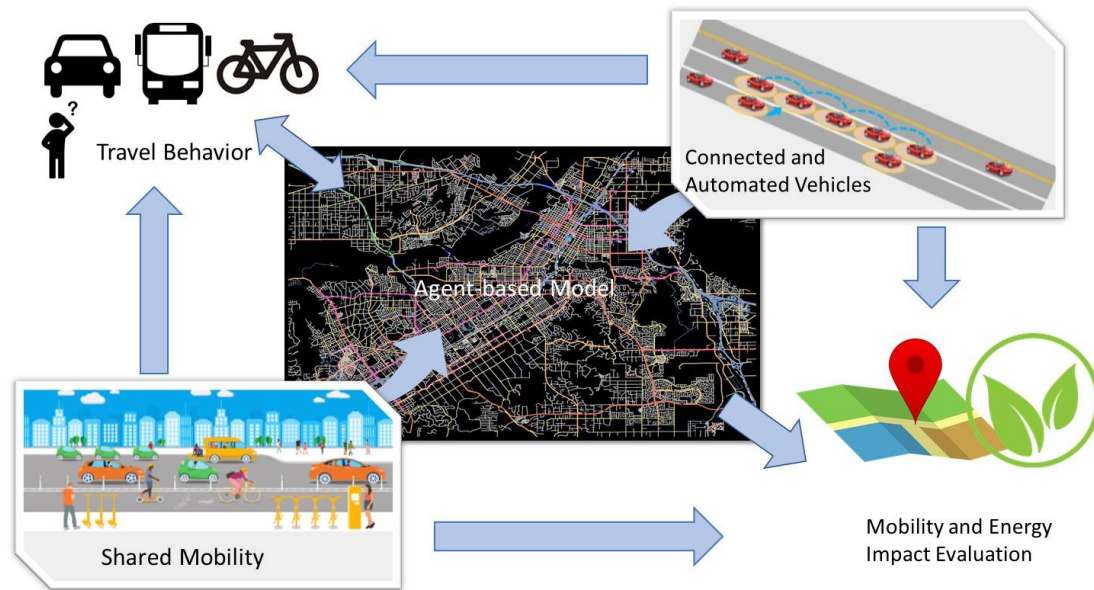 ?
Travel Behavior
Connected and
Automated Vehicles
Agent-based Model
Shared Mobility
Mobility and Energy
Impact Evaluation